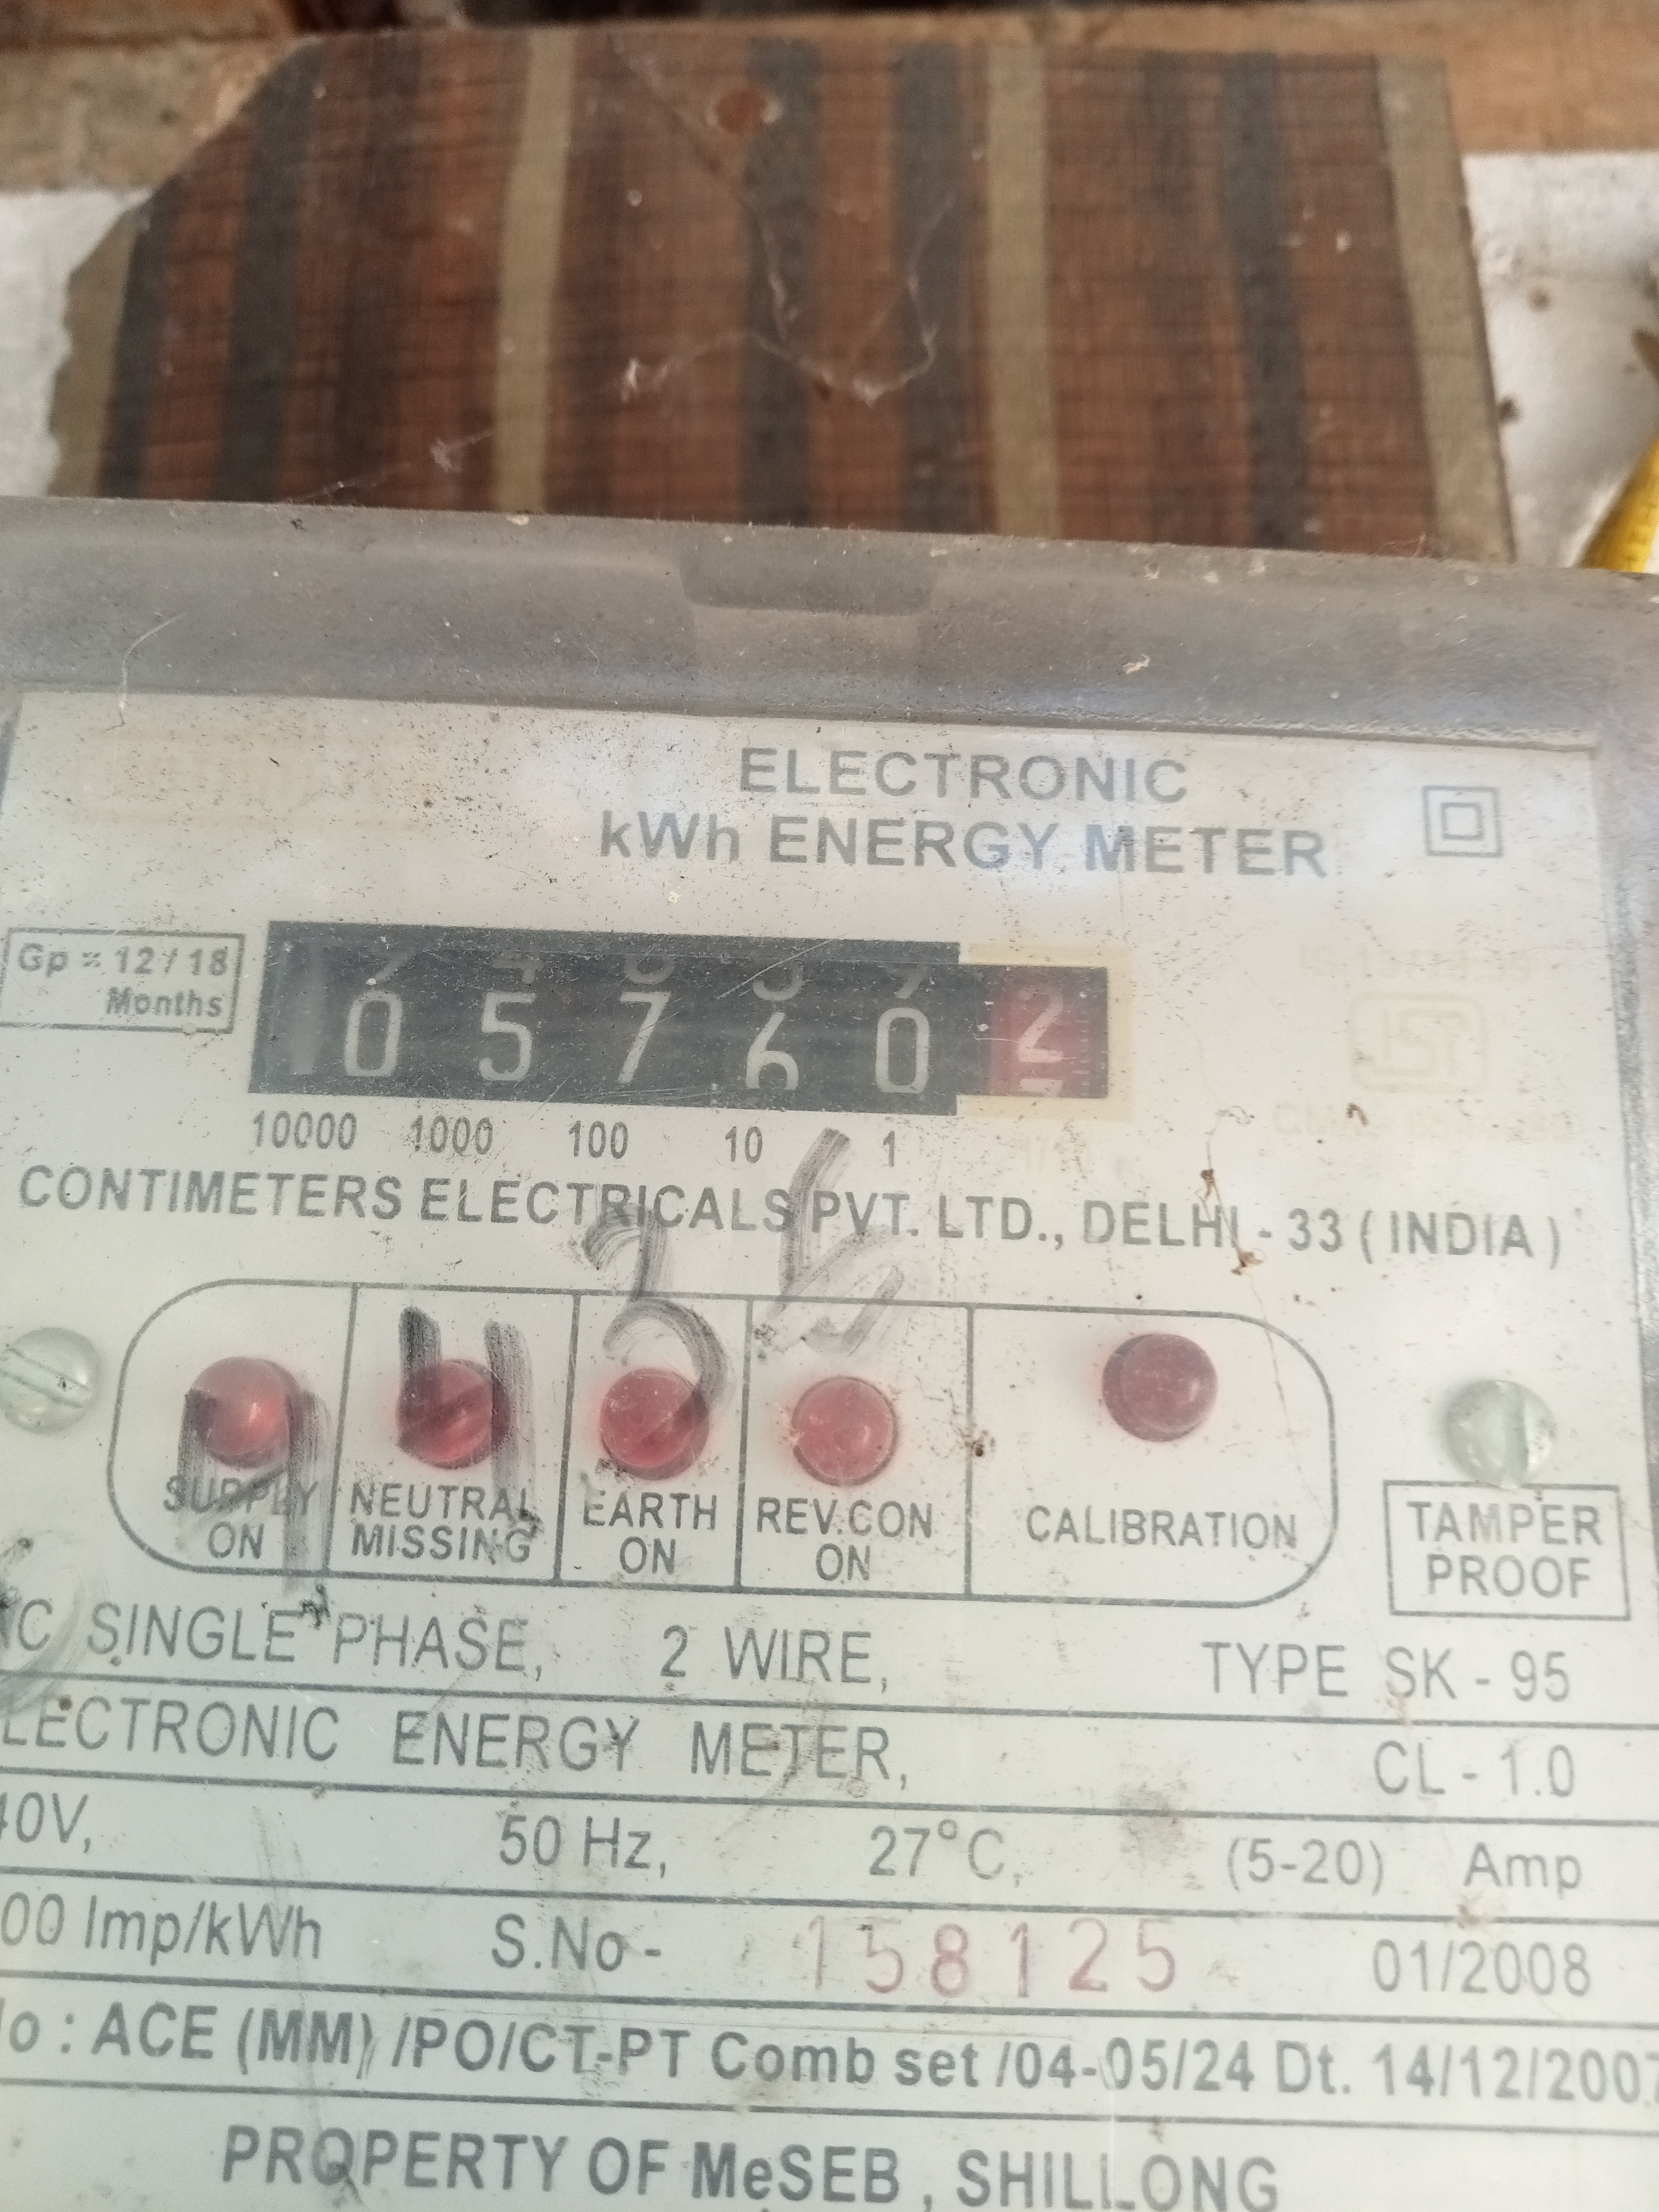 ELECTRONIC
kWh ENERGY METER
Gp = 12 / 18
Months
0 5 7 6 0 2
10000 1000 100 10 1
CONTIMETERS ELECTRICALS PVT. LTD., DELHI - 33 ( INDIA )
SUPPLY ON
NEUTRAL MISSING
EARTH ON
REV.CON ON
CALIBRATION
TAMPER
PROOF
SINGLE PHASE, 2 WIRE, TYPE SK - 95
LECTRONIC ENERGY METER, CL - 1.0
40V, 50 Hz, 27°C, (5-20) Amp
00 Imp/kWh S.No - 158125 01/2008
o : ACE (MM) /PO/CT-PT Comb set /04-05/24 Dt. 14/12/2007
PROPERTY OF MeSEB , SHILLONG